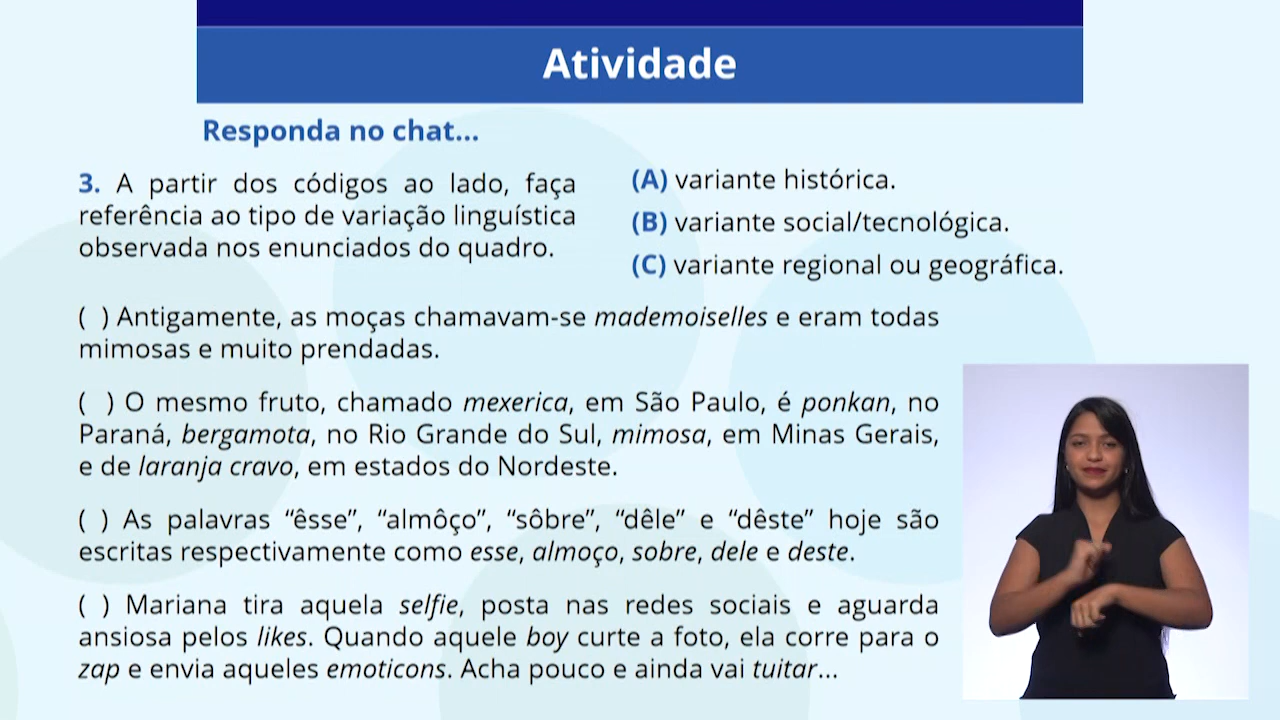 Atividade
Responda no chat...
3. A partir dos códigos ao lado, faça
referência ao tipo de variação linguística
observada nos enunciados do quadro.
(A) variante histórica.
(B) variante social/tecnológica.
(C) variante regional ou geográfica.
( ) Antigamente, as moças chamavam-se mademoiselles e eram todas
mimosas e muito prendadas.
( ) O mesmo fruto, chamado mexerica, em São Paulo, é ponkan, no
Paraná, bergamota, no Rio Grande do Sul, mimosa, em Minas Gerais,
e de laranja cravo, em estados do Nordeste.
( ) As palavras “êsse”, “almôço”, “sôbre”, “dêle” e “dêste” hoje são
escritas respectivamente como esse, almoço, sobre, dele e deste.
( ) Mariana tira aquela selfie, posta nas redes sociais e aguarda
ansiosa pelos likes. Quando aquele boy curte a foto, ela corre para o
zap e envia aqueles emoticons. Acha pouco e ainda vai tuitar...